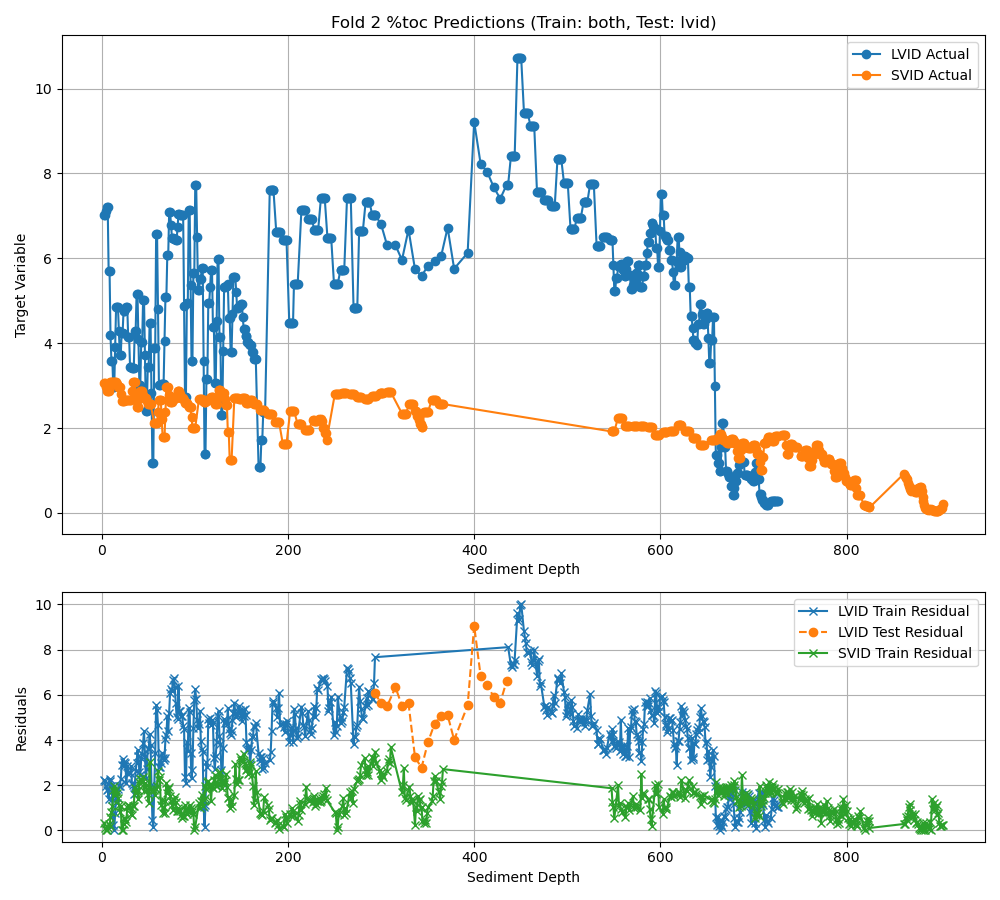 Fold 2 %toc Predictions (Train: both, Test: lvid)
LVID Actual
SVID Actual
Target Variable
10
8
6
4
2
0
0 200 400 600 800
Sediment Depth
LVID Train Residual
LVID Test Residual
SVID Train Residual
Residuals
10
8
6
4
2
0
0 200 400 600 800
Sediment Depth